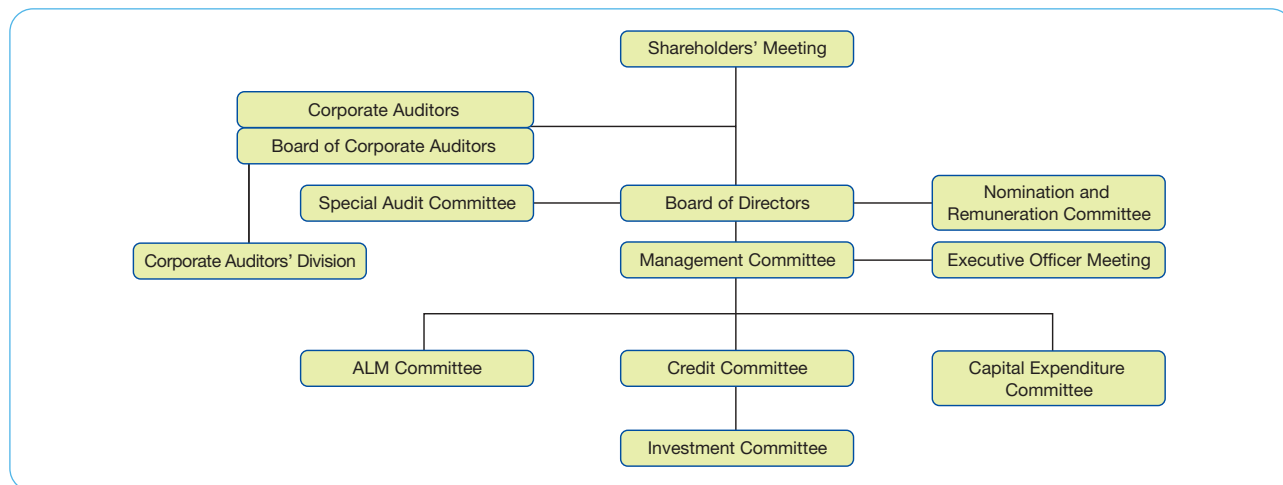 Shareholders’ Meeting
Corporate Auditors
Board of Corporate Auditors
Special Audit Committee
Board of Directors
Nomination and
Remuneration Committee
Corporate Auditors’ Division
Management Committee
Executive Officer Meeting
ALM Committee
Credit Committee
Capital Expenditure
Committee
Investment Committee